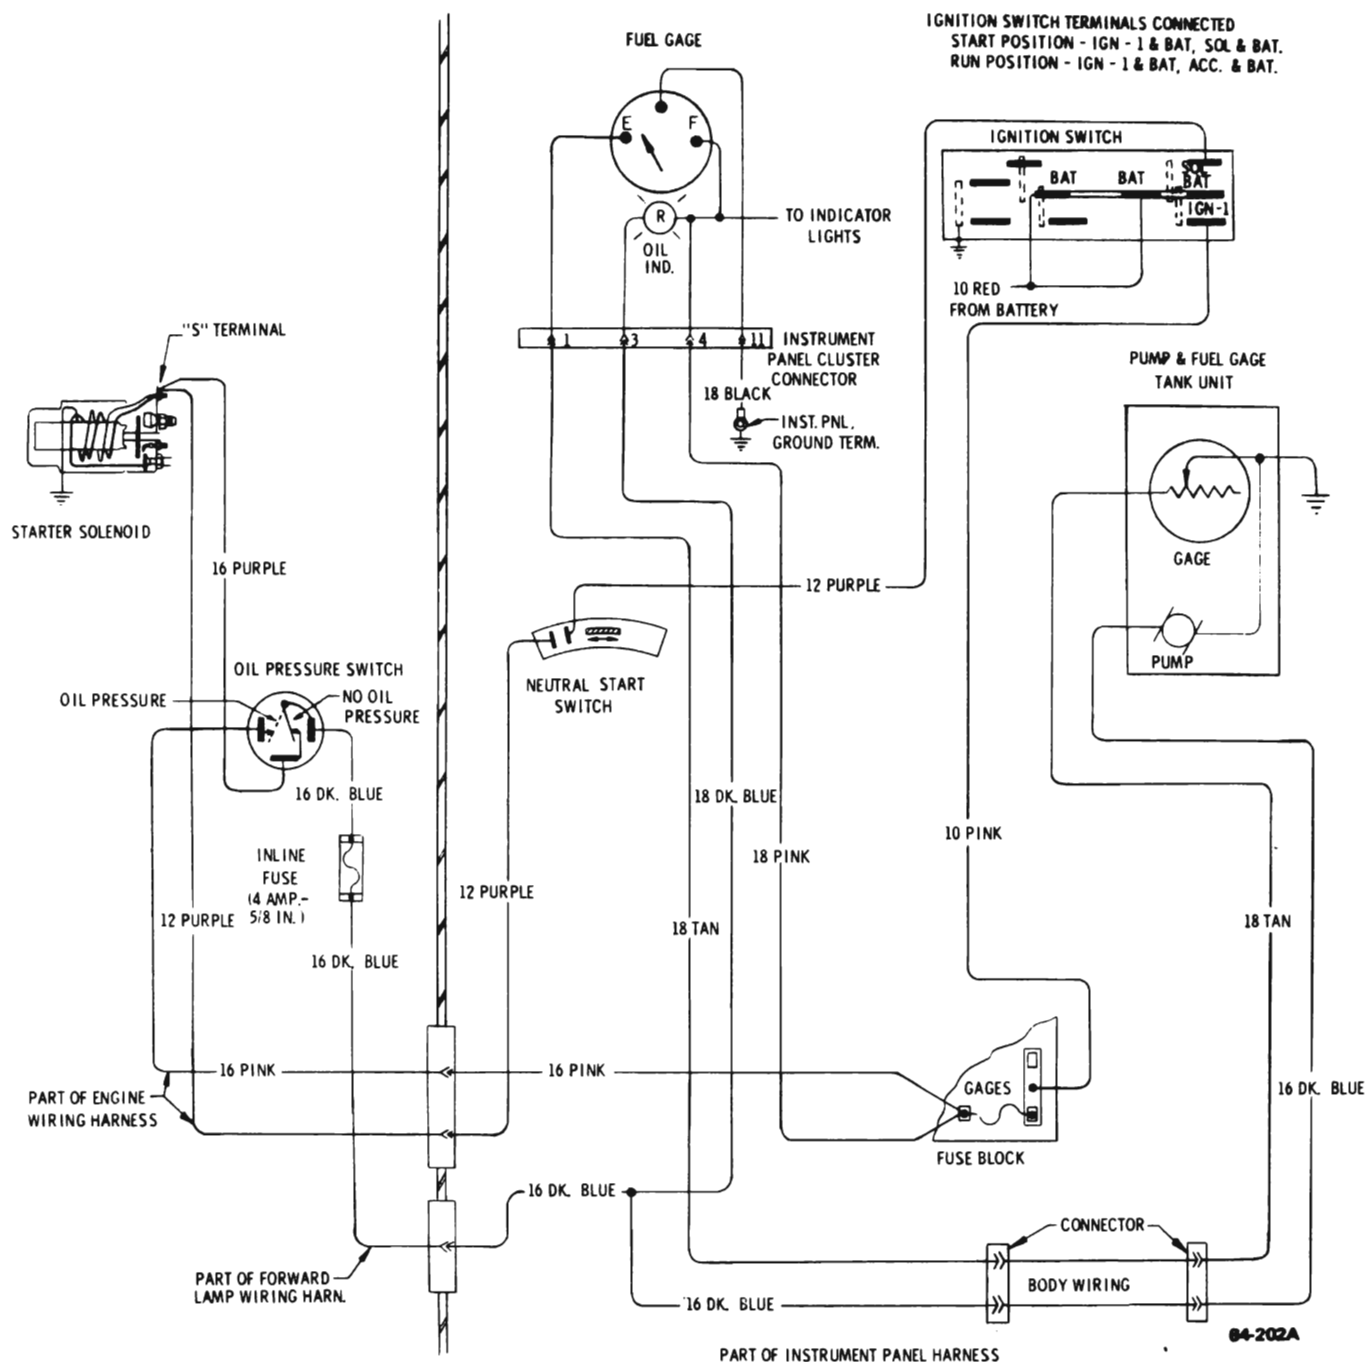 IGNITION SWITCH TERMINALS CONNECTED
START POSITION - IGN - 1 & BAT, SOL & BAT.
RUN POSITION - IGN - 1 & BAT, ACC. & BAT.
FUEL GAGE
E
F
R
OIL
IND.
TO INDICATOR
LIGHTS
IGNITION SWITCH
BAT
BAT
SOL
BAT
IGN-1
10 RED
FROM BATTERY
"S" TERMINAL
1
3
4
11
INSTRUMENT
PANEL CLUSTER
CONNECTOR
18 BLACK
INST. PNL.
GROUND TERM.
PUMP & FUEL GAGE
TANK UNIT
GAGE
PUMP
STARTER SOLENOID
16 PURPLE
12 PURPLE
NEUTRAL START
SWITCH
OIL PRESSURE SWITCH
OIL PRESSURE
NO OIL
PRESSURE
16 DK. BLUE
18 DK. BLUE
10 PINK
18 PINK
INLINE
FUSE
(4 AMP.-
5/8 IN.)
12 PURPLE
12 PURPLE
18 TAN
18 TAN
16 DK. BLUE
16 PINK
16 PINK
GAGES
16 DK. BLUE
PART OF ENGINE
WIRING HARNESS
FUSE BLOCK
16 DK. BLUE
CONNECTOR
PART OF FORWARD
LAMP WIRING HARN.
BODY WIRING
16 DK. BLUE
64-202A
PART OF INSTRUMENT PANEL HARNESS